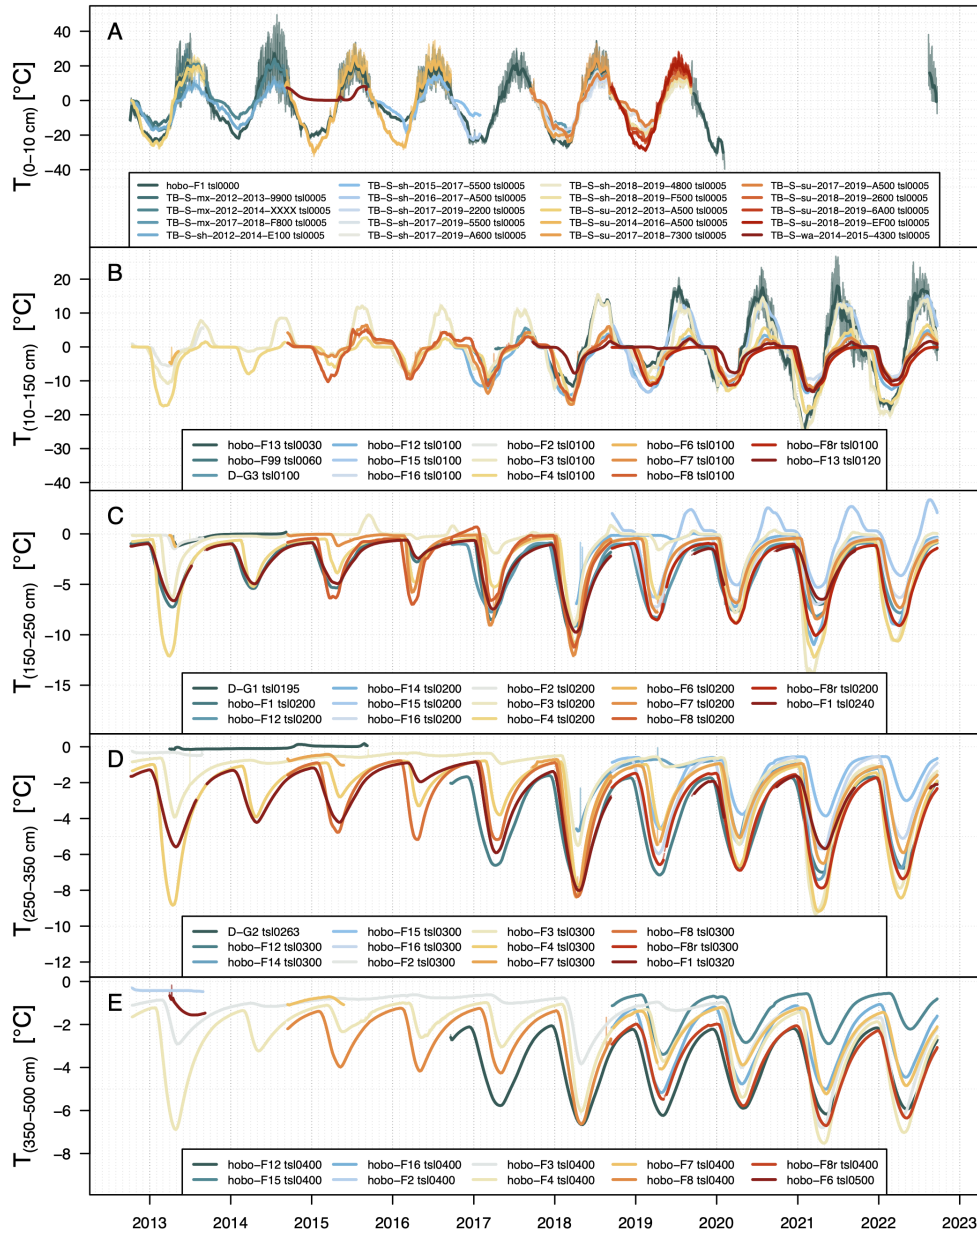 A
T(0−10 cm) [°C]
40
20
0
−20
−40
hobo−F1 tsl0000
TB−S−mx−2012−2013−9900 tsl0005
TB−S−mx−2012−2014−XXXX tsl0005
TB−S−mx−2017−2018−F800 tsl0005
TB−S−sh−2012−2014−E100 tsl0005
TB−S−sh−2015−2017−5500 tsl0005
TB−S−sh−2016−2017−A500 tsl0005
TB−S−sh−2017−2019−2200 tsl0005
TB−S−sh−2017−2019−5500 tsl0005
TB−S−sh−2017−2019−A600 tsl0005
TB−S−sh−2018−2019−4800 tsl0005
TB−S−sh−2018−2019−F500 tsl0005
TB−S−su−2012−2013−A500 tsl0005
TB−S−su−2014−2016−A500 tsl0005
TB−S−su−2017−2018−7300 tsl0005
TB−S−su−2017−2019−A500 tsl0005
TB−S−su−2018−2019−2600 tsl0005
TB−S−su−2018−2019−6A00 tsl0005
TB−S−su−2018−2019−EF00 tsl0005
TB−S−wa−2014−2015−4300 tsl0005
B
T(10−150 cm) [°C]
20
10
0
−10
−20
−30
−40
hobo−F13 tsl0030
hobo−F99 tsl0060
D−G3 tsl0100
hobo−F12 tsl0100
hobo−F15 tsl0100
hobo−F16 tsl0100
hobo−F2 tsl0100
hobo−F3 tsl0100
hobo−F4 tsl0100
hobo−F6 tsl0100
hobo−F7 tsl0100
hobo−F8 tsl0100
hobo−F8r tsl0100
hobo−F13 tsl0120
C
T(150−250 cm) [°C]
0
−5
−10
−15
D−G1 tsl0195
hobo−F1 tsl0200
hobo−F12 tsl0200
hobo−F14 tsl0200
hobo−F15 tsl0200
hobo−F16 tsl0200
hobo−F2 tsl0200
hobo−F3 tsl0200
hobo−F4 tsl0200
hobo−F6 tsl0200
hobo−F7 tsl0200
hobo−F8 tsl0200
hobo−F8r tsl0200
hobo−F1 tsl0240
D
T(250−350 cm) [°C]
0
−2
−4
−6
−8
−10
−12
D−G2 tsl0263
hobo−F12 tsl0300
hobo−F14 tsl0300
hobo−F15 tsl0300
hobo−F16 tsl0300
hobo−F2 tsl0300
hobo−F3 tsl0300
hobo−F4 tsl0300
hobo−F7 tsl0300
hobo−F8 tsl0300
hobo−F8r tsl0300
hobo−F1 tsl0320
E
T(350−500 cm) [°C]
0
−2
−4
−6
−8
hobo−F12 tsl0400
hobo−F15 tsl0400
hobo−F16 tsl0400
hobo−F2 tsl0400
hobo−F3 tsl0400
hobo−F4 tsl0400
hobo−F7 tsl0400
hobo−F8 tsl0400
hobo−F8r tsl0400
hobo−F6 tsl0500
2013 2014 2015 2016 2017 2018 2019 2020 2021 2022 2023